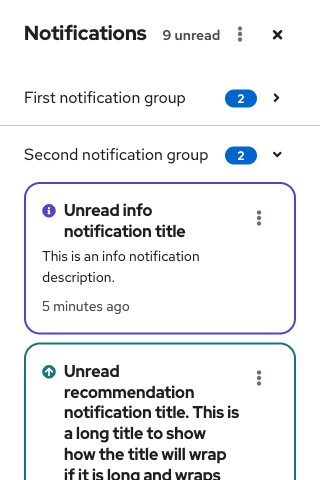 Notifications 9 unread
First notification group 2
Second notification group 2
Unread info
notification title
This is an info notification
description.
5 minutes ago
Unread
recommendation
notification title. This is
a long title to show
how the title will wrap
if it is long and wraps